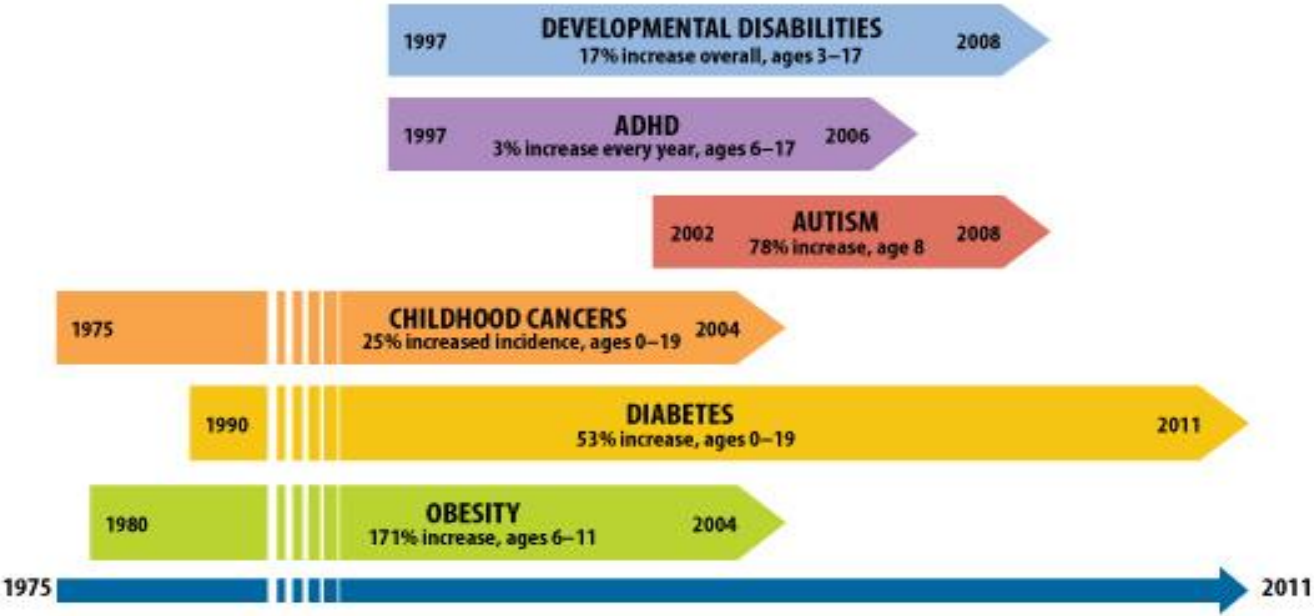 DEVELOPMENTAL DISABILITIES
1997 17% increase overall, ages 3–17 2008
ADHD
1997 3% increase every year, ages 6–17 2006
AUTISM
2002 78% increase, age 8 2008
CHILDHOOD CANCERS
1975 25% increased incidence, ages 0–19 2004
DIABETES
1990 53% increase, ages 0–19 2011
OBESITY
1980 171% increase, ages 6–11 2004
1975 2011